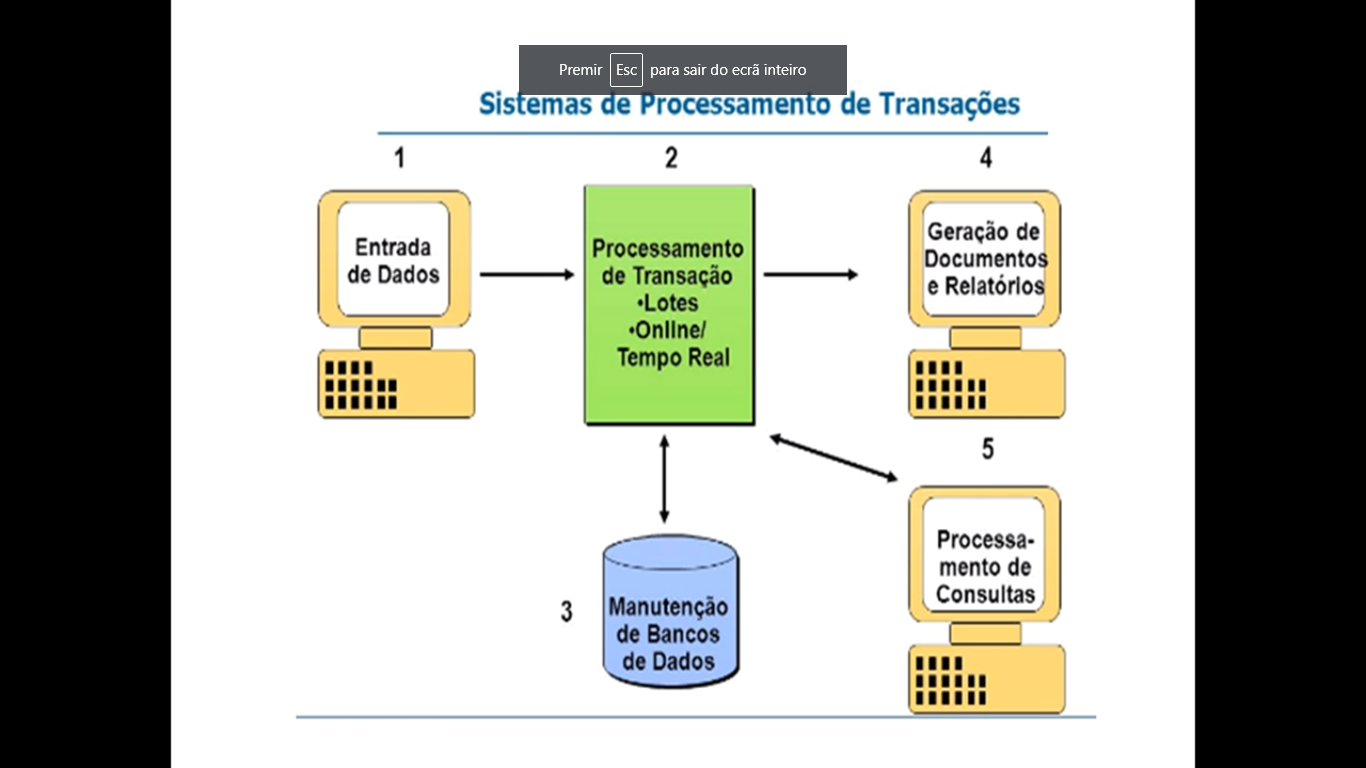 Premir Esc para sair do ecrã inteiro
Sistemas de Processamento de Transações
1
Entrada
de Dados
2
Processamento
de Transação
•Lotes
•Online/
Tempo Real
4
Geração de
Documentos
e Relatórios
3
Manutenção
de Bancos
de Dados
5
Processa-
mento de
Consultas